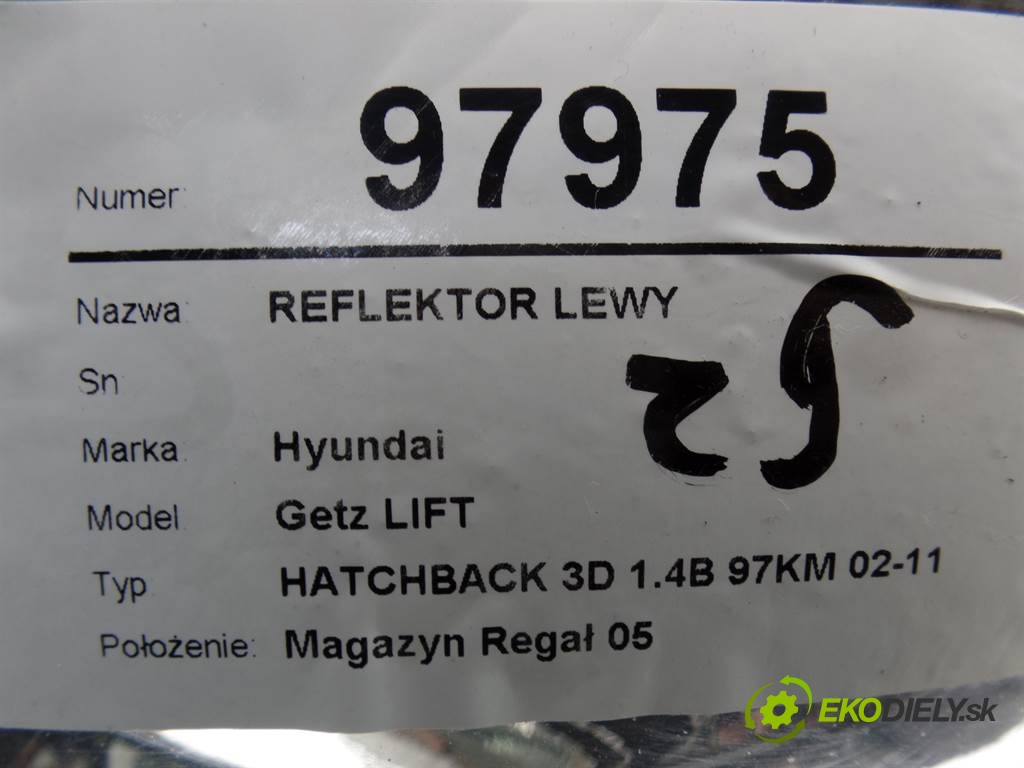 Numer: 97975
Nazwa: REFLEKTOR LEWY
Sn
Marka: Hyundai
Model: Getz LIFT
Typ: HATCHBACK 3D 1.4B 97KM 02-11
Położenie: Magazyn Regał 05
EKODIELY.sk